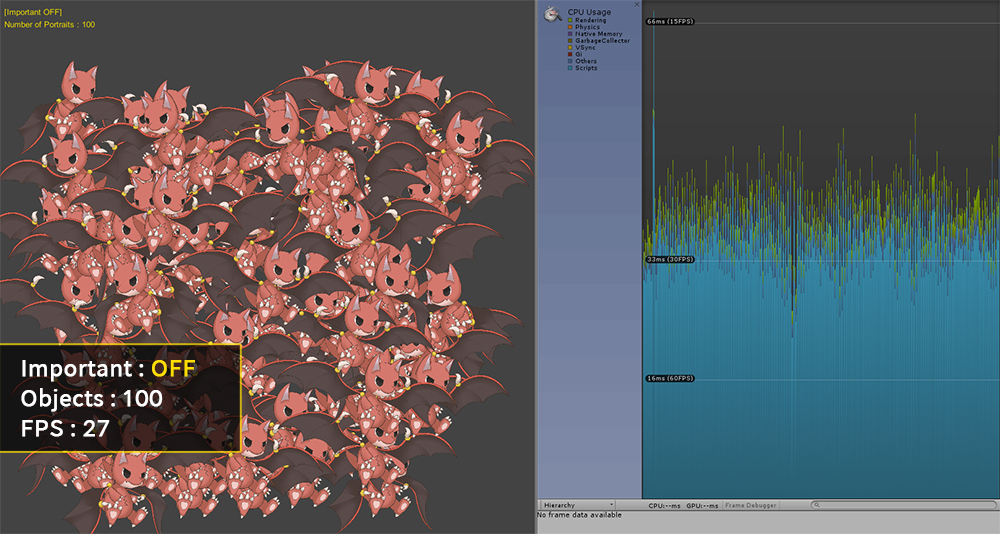 [Important OFF]
Number of Portraits : 100
Important : OFF
Objects : 100
FPS : 27
CPU Usage
Rendering
Physics
Native Memory
GarbageCollector
VSync
Gi
Others
Scripts
66ms (15FPS)
33ms (30FPS)
16ms (60FPS)
Hierarchy
CPU:--ms GPU:--ms Frame Debugger
No frame data available